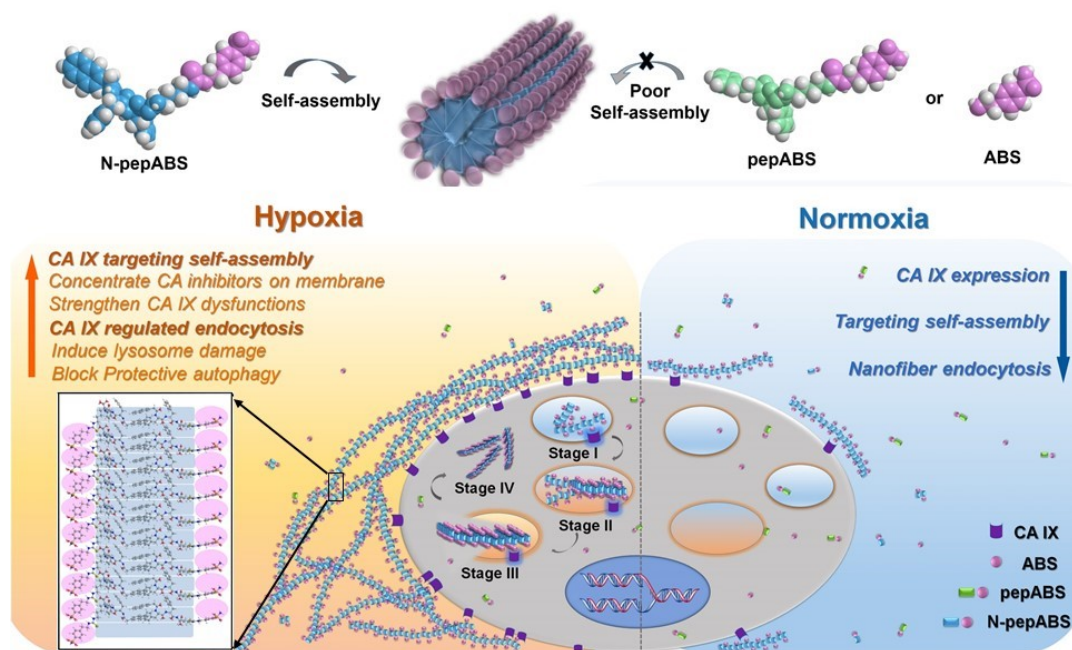 Self-assembly
N-pepABS
Poor
Self-assembly
pepABS
or
ABS
Hypoxia
CA IX targeting self-assembly
Concentrate CA inhibitors on membrane
Strengthen CA IX dysfunctions
CA IX regulated endocytosis
Induce lysosome damage
Block Protective autophagy
Normoxia
CA IX expression
Targeting self-assembly
Nanofiber endocytosis
Stage I
Stage IV
Stage II
Stage III
CA IX
ABS
pepABS
N-pepABS